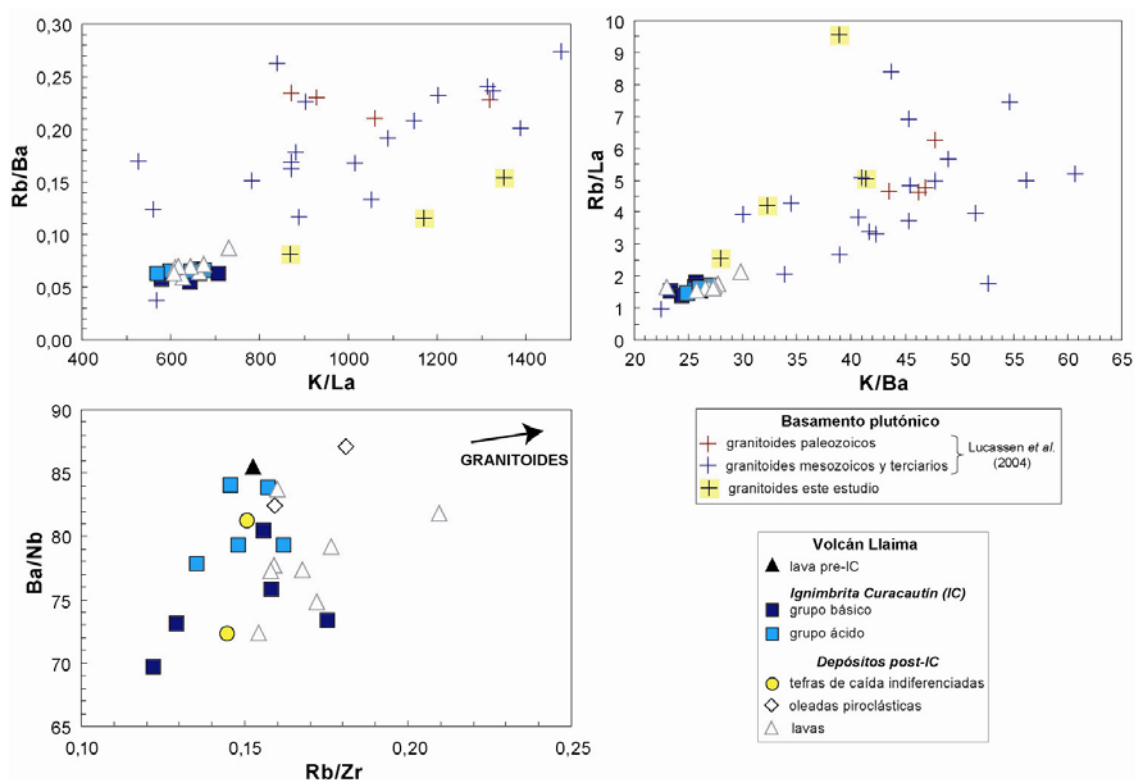 0,30
0,25
0,20
0,15
0,10
0,05
0,00
Rb/Ba
400 600 800 1000 1200 1400
K/La
10
9
8
7
6
5
4
3
2
1
0
Rb/La
20 25 30 35 40 45 50 55 60 65
K/Ba
90
85
80
75
70
65
Ba/Nb
GRANITOIDES
0,10 0,15 0,20 0,25
Rb/Zr
Basamento plutónico
granitoides paleozoicos
granitoides mesozoicos y terciarios
granitoides este estudio
Lucassen et al.
(2004)
Volcán Llaima
lava pre-IC
Ignimbrita Curacautín (IC)
grupo básico
grupo ácido
Depósitos post-IC
tefras de caída indiferenciadas
oleadas piroclásticas
lavas